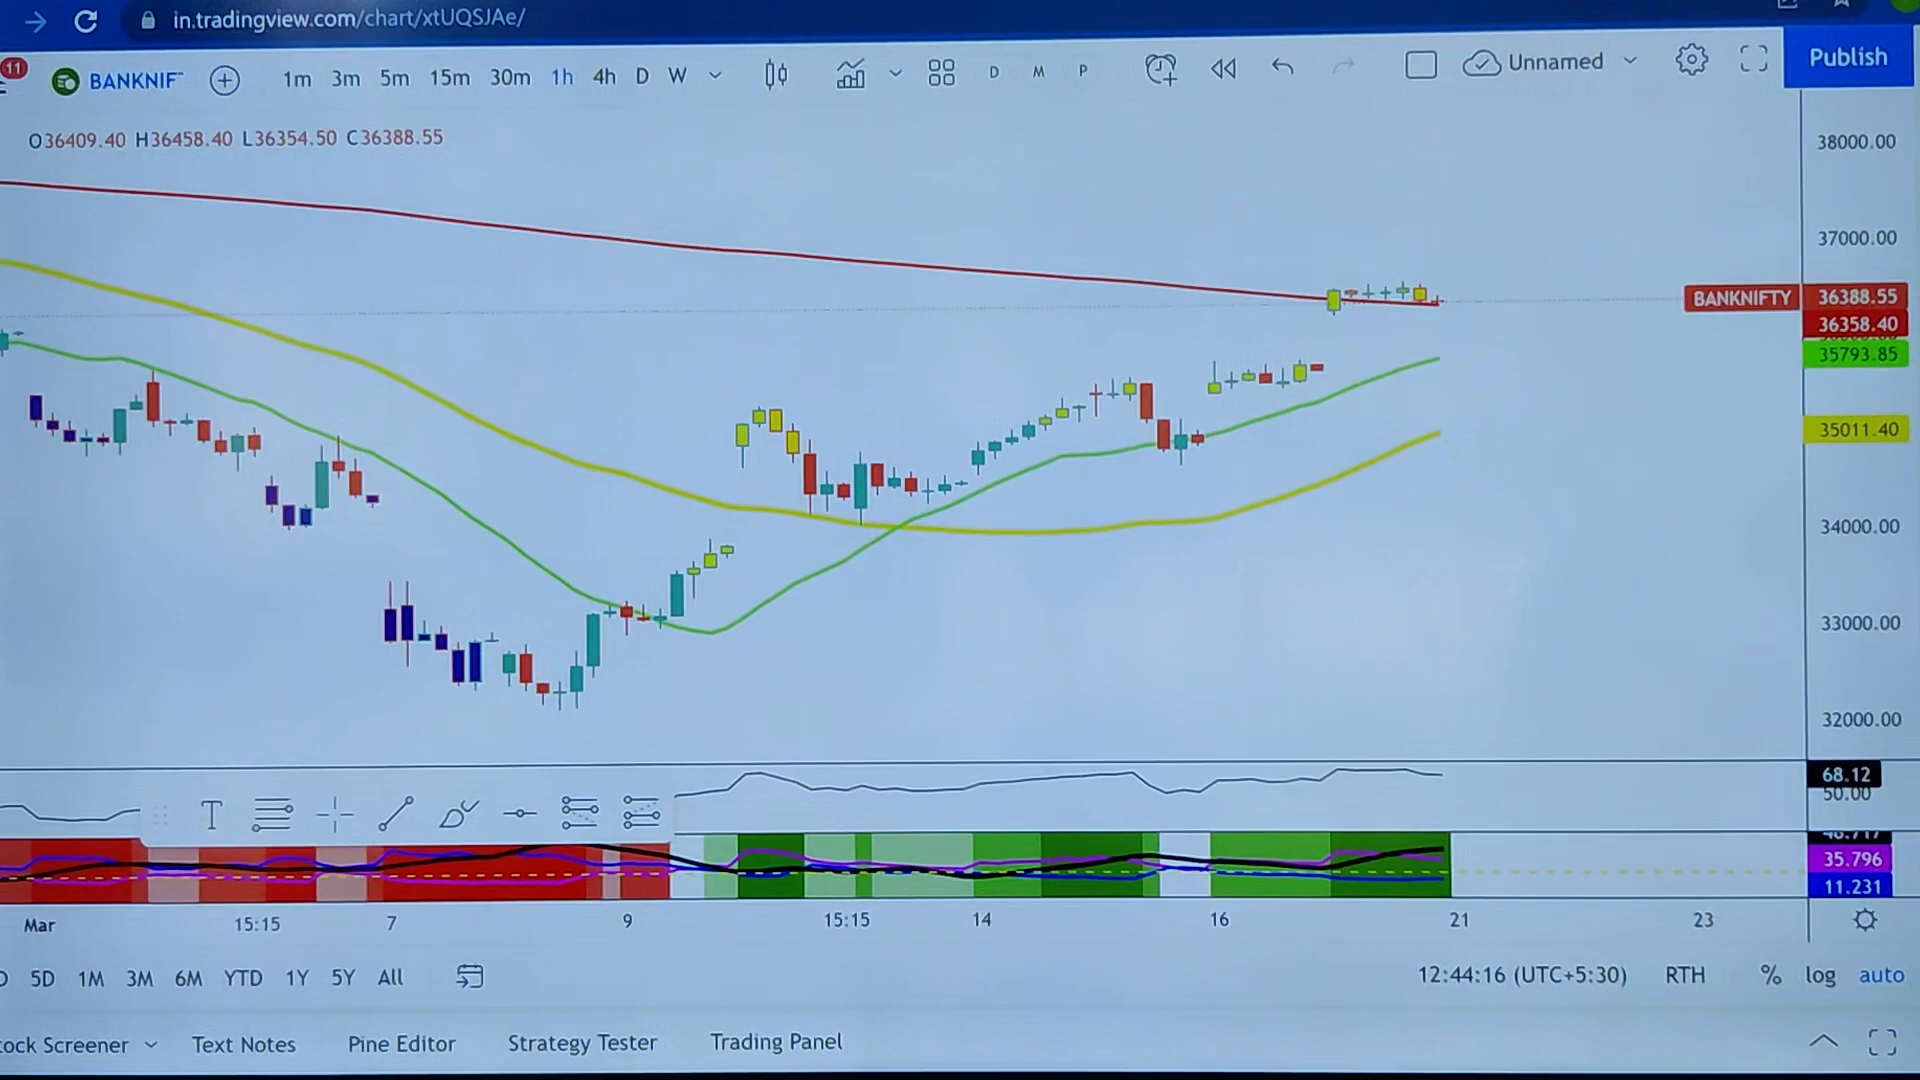 in.tradingview.com/chart/xtUQSJAe/
11
BANKNIF 1m 3m 5m 15m 30m 1h 4h D W D M P Unnamed Publish
O36409.40 H36458.40 L36354.50 C36388.55
38000.00
37000.00
BANKNIFTY 36388.55
36358.40
35793.85
35011.40
34000.00
33000.00
32000.00
68.12
50.00
T
35.796
11.231
Mar 15:15 7 9 15:15 14 16 21 23
5D 1M 3M 6M YTD 1Y 5Y All 12:44:16 (UTC+5:30) RTH % log auto
tock Screener Text Notes Pine Editor Strategy Tester Trading Panel